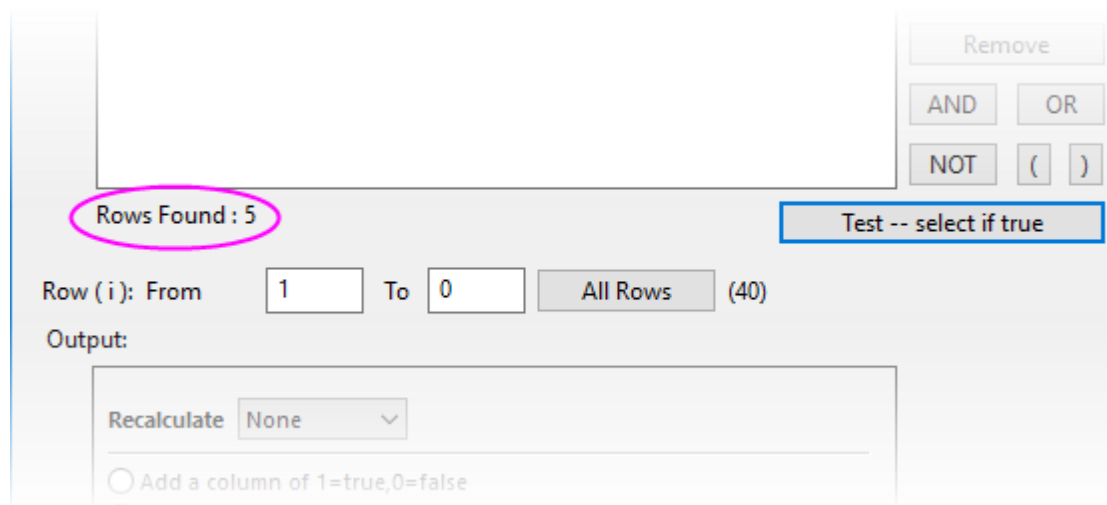 Remove
AND OR
NOT ( )
Rows Found : 5
Test -- select if true
Row ( i ): From 1 To 0 All Rows (40)
Output:
Recalculate None
Add a column of 1=true,0=false